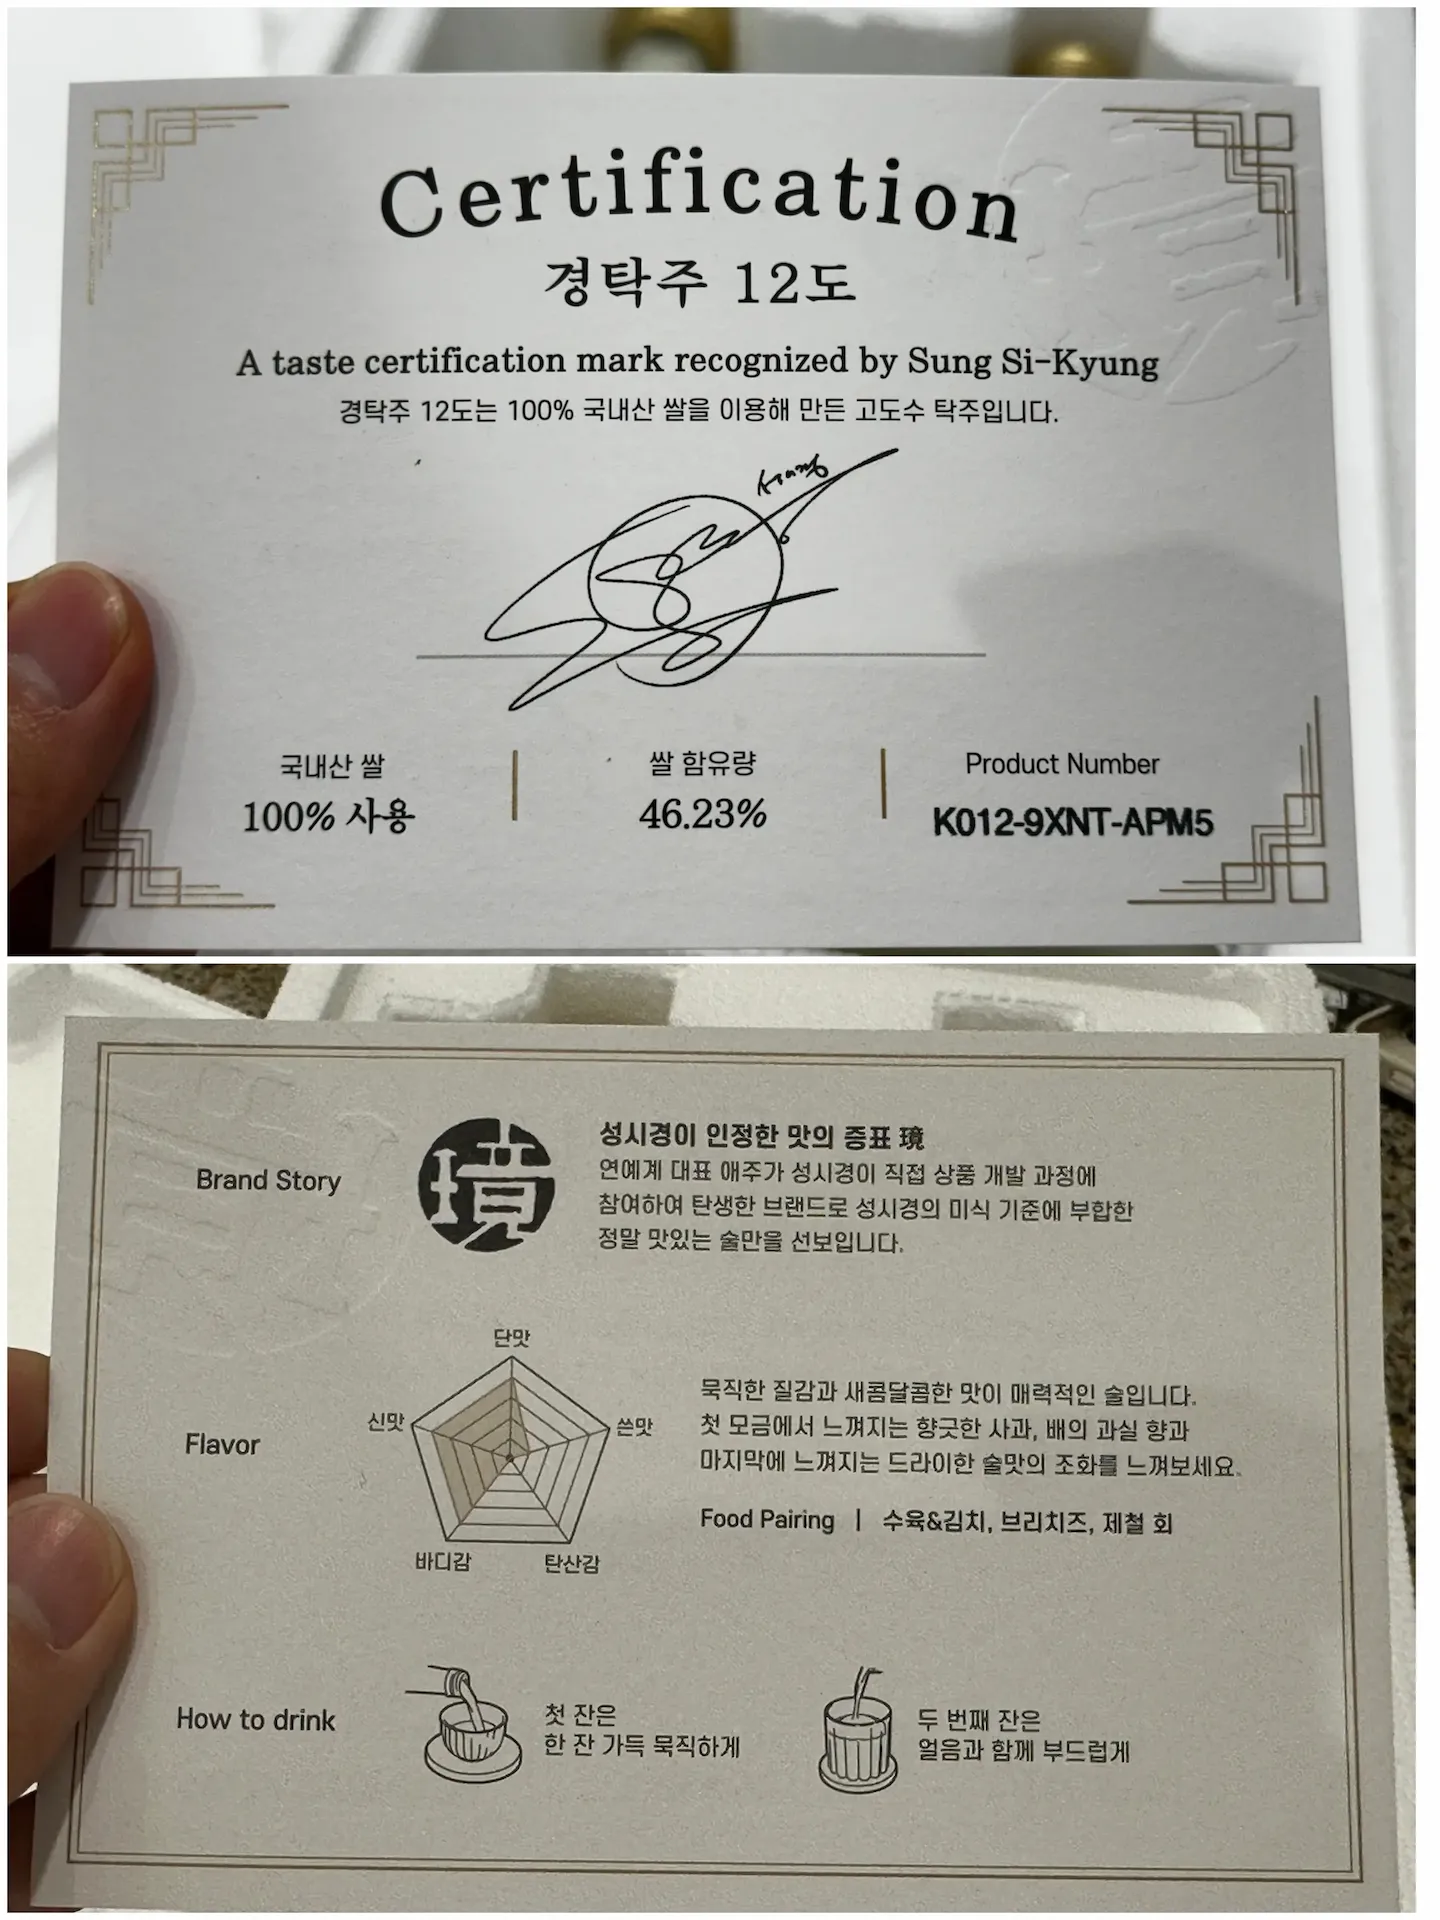 Certification
경탁주 12도
A taste certification mark recognized by Sung Si-Kyung
경탁주 12도는 100% 국내산 쌀을 이용해 만든 고도수 탁주입니다.
국내산 쌀
100% 사용
쌀 함유량
46.23%
Product Number
K012-9XNT-APM5
Brand Story
境
성시경이 인정한 맛의 증표 境
연예계 대표 애주가 성시경이 직접 상품 개발 과정에
참여하여 탄생한 브랜드로 성시경의 미식 기준에 부합한
정말 맛있는 술만을 선보입니다.
Flavor
단맛
신맛
쓴맛
바디감
탄산감
묵직한 질감과 새콤달콤한 맛이 매력적인 술입니다.
첫 모금에서 느껴지는 향긋한 사과, 배의 과실 향과
마지막에 느껴지는 드라이한 술맛의 조화를 느껴보세요.
Food Pairing | 수육&김치, 브리치즈, 제철 회
How to drink
첫 잔은
한 잔 가득 묵직하게
두 번째 잔은
얼음과 함께 부드럽게